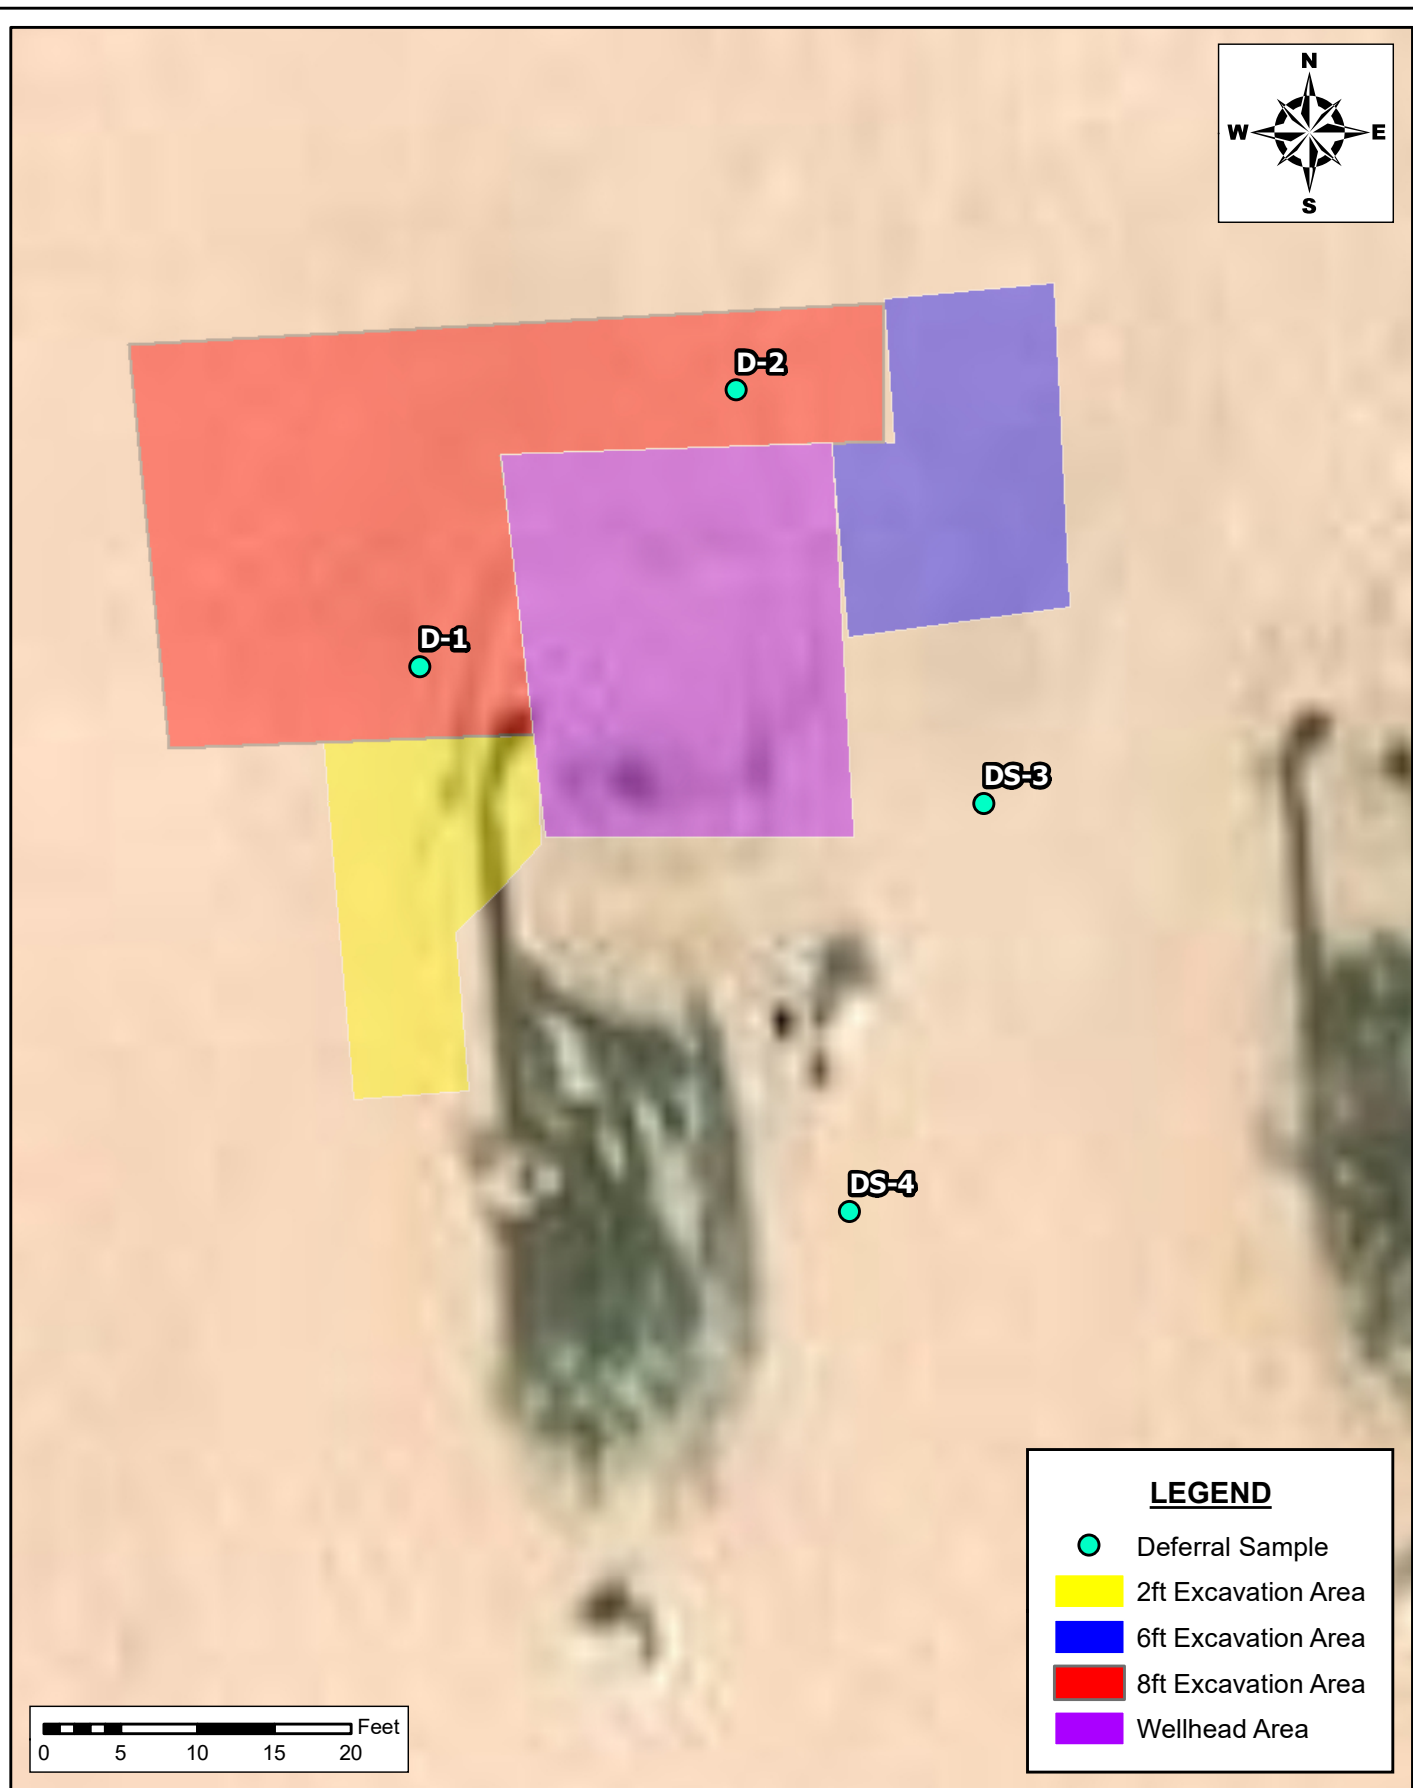 N
W E
S
D-2
D-1
DS-3
DS-4
LEGEND
Deferral Sample
2ft Excavation Area
6ft Excavation Area
8ft Excavation Area
Wellhead Area
Feet
0 5 10 15 20